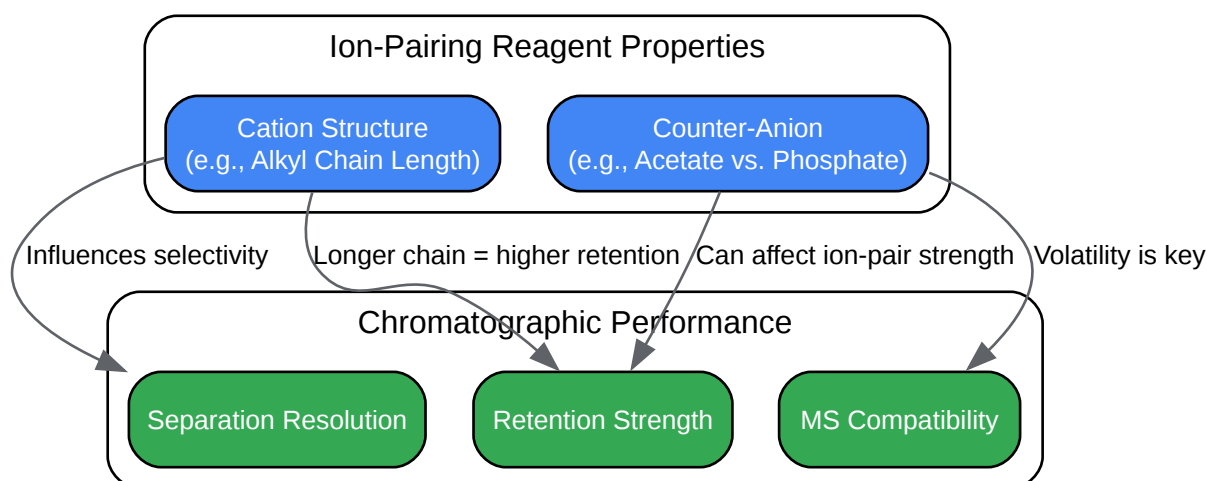 Ion-Pairing Reagent Properties
Cation Structure
(e.g., Alkyl Chain Length)
Counter-Anion
(e.g., Acetate vs. Phosphate)
Influences selectivity
Longer chain = higher retention
Can affect ion-pair strength
Volatility is key
Chromatographic Performance
Separation Resolution
Retention Strength
MS Compatibility